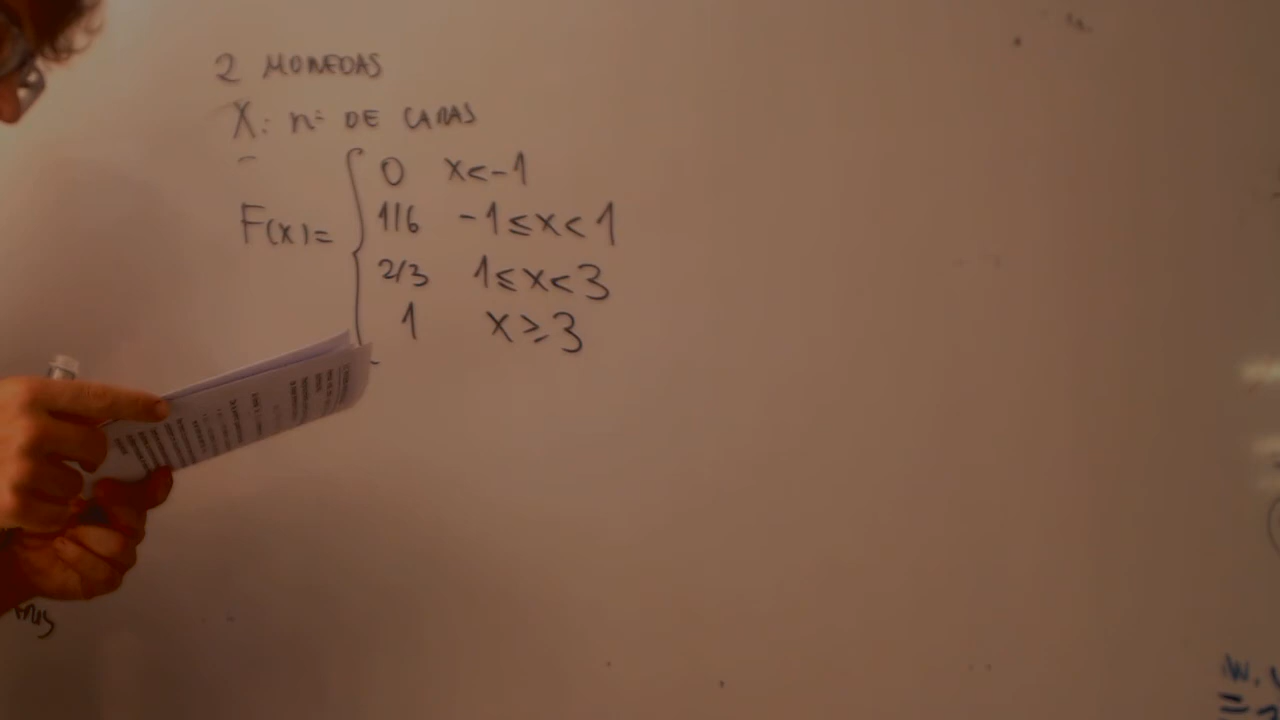 2 MONEDAS
X: nº DE CARAS
F(x)= { 0 x<-1
1/6 -1≤x<1
2/3 1≤x<3
1 x≥3